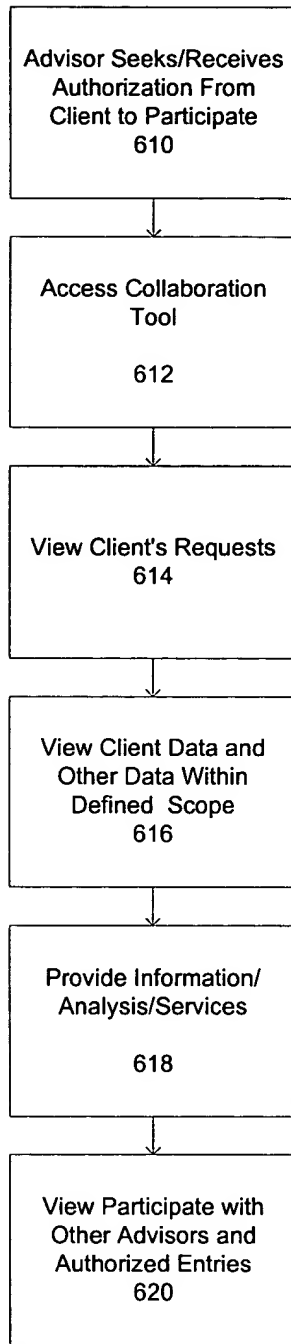 Advisor Seeks/Receives
Authorization From
Client to Participate
610
Access Collaboration
Tool
612
View Client's Requests
614
View Client Data and
Other Data Within
Defined Scope
616
Provide Information/
Analysis/Services
618
View Participate with
Other Advisors and
Authorized Entries
620